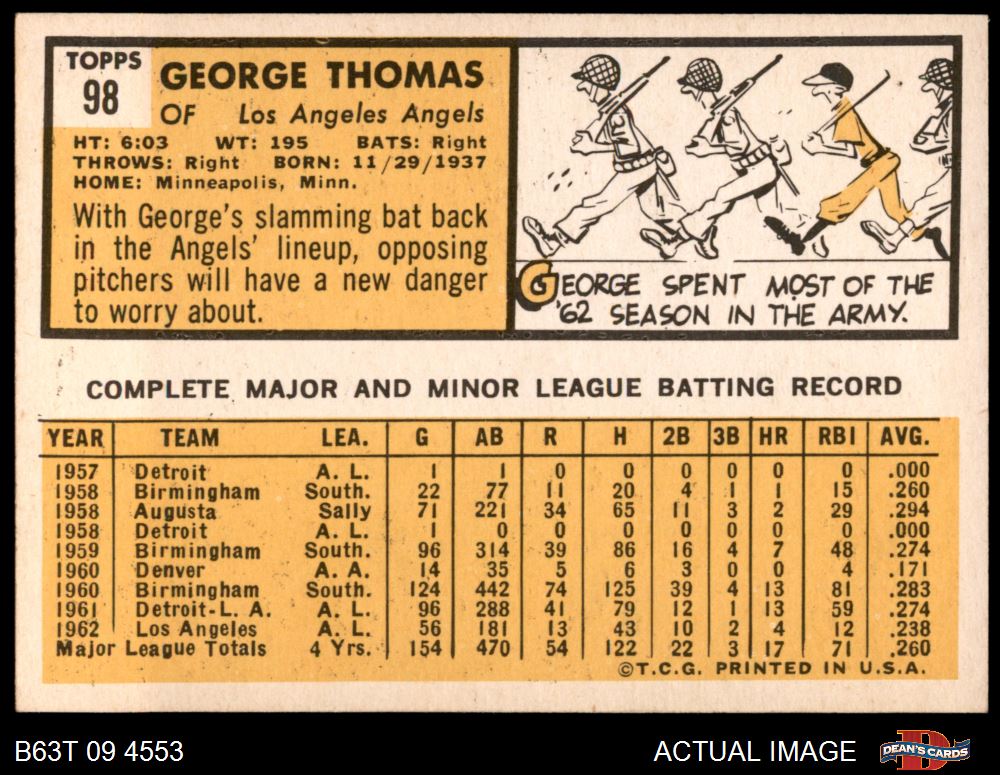 TOPPS
98
GEORGE THOMAS
OF Los Angeles Angels
HT: 6:03 WT: 195 BATS: Right
THROWS: Right BORN: 11/29/1937
HOME: Minneapolis, Minn.
With George's slamming bat back
in the Angels' lineup, opposing
pitchers will have a new danger
to worry about.
GEORGE SPENT MOST OF THE
'62 SEASON IN THE ARMY.
COMPLETE MAJOR AND MINOR LEAGUE BATTING RECORD
YEAR TEAM LEA. G AB R H 2B 3B HR RBI AVG.
1957 Detroit A. L. 1 1 0 0 0 0 0 0 .000
1958 Birmingham South. 22 77 11 20 4 1 1 15 .260
1958 Augusta Sally 71 221 34 65 11 3 2 29 .294
1958 Detroit A. L. 1 0 0 0 0 0 0 0 .000
1959 Birmingham South. 96 314 39 86 16 4 7 48 .274
1960 Denver A. A. 14 35 5 6 3 0 0 4 .171
1960 Birmingham South. 124 442 74 125 39 4 13 81 .283
1961 Detroit-L. A. A. L. 96 288 41 79 12 1 13 59 .274
1962 Los Angeles A. L. 56 181 13 43 10 2 4 12 .238
Major League Totals 4 Yrs. 154 470 54 122 22 3 17 71 .260
©T.C.G. PRINTED IN U.S.A.
B63T 09 4553
ACTUAL IMAGE
DEAN'S CARDS